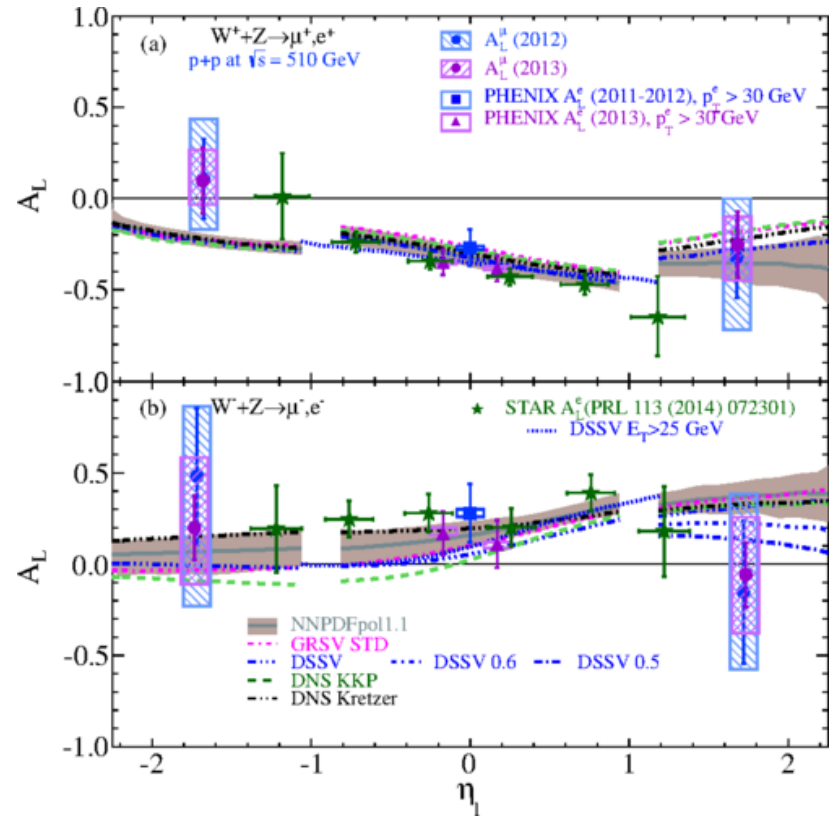 1.0
(a)
W⁺+Z→μ⁺,e⁺
p+p at √s = 510 GeV
A_L^μ (2012)
A_L^μ (2013)
PHENIX A_L^e (2011-2012), p_T^e > 30 GeV
PHENIX A_L^e (2013), p_T^e > 30 GeV
0.5
0.0
-0.5
-1.0
A_L
(b)
W⁻+Z→μ⁻,e⁻
STAR A_L^e(PRL 113 (2014) 072301)
DSSV E_T>25 GeV
0.5
0.0
-0.5
-1.0
A_L
NNPDFpol1.1
GRSV STD
DSSV DSSV 0.6 DSSV 0.5
DNS KKP
DNS Kretzer
-2 -1 0 1 2
η_l